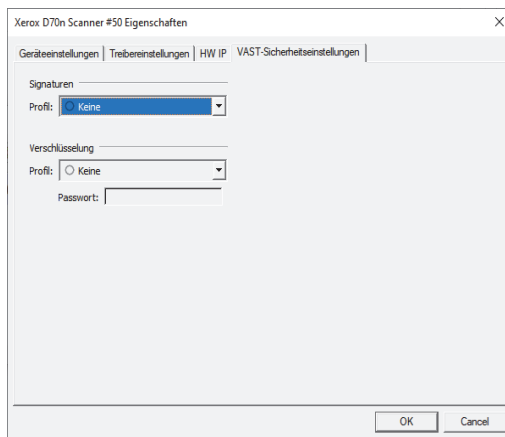 Xerox D70n Scanner #50 Eigenschaften
Geräteeinstellungen Treibereinstellungen HW IP VAST-Sicherheitseinstellungen
Signaturen
Profil: Keine
Verschlüsselung
Profil: Keine
Passwort:
OK Cancel